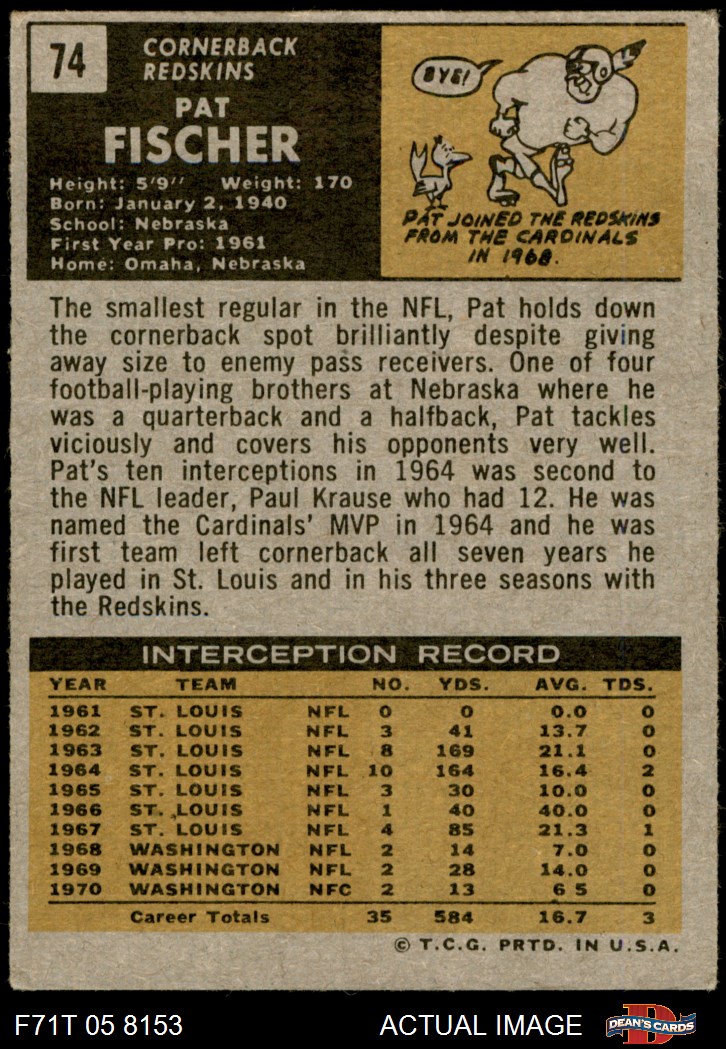 74
CORNERBACK
REDSKINS
PAT
FISCHER
Height: 5'9" Weight: 170
Born: January 2, 1940
School: Nebraska
First Year Pro: 1961
Home: Omaha, Nebraska
BYE!
PAT JOINED THE REDSKINS
FROM THE CARDINALS
IN 1968.
The smallest regular in the NFL, Pat holds down
the cornerback spot brilliantly despite giving
away size to enemy pass receivers. One of four
football-playing brothers at Nebraska where he
was a quarterback and a halfback, Pat tackles
viciously and covers his opponents very well.
Pat's ten interceptions in 1964 was second to
the NFL leader, Paul Krause who had 12. He was
named the Cardinals' MVP in 1964 and he was
first team left cornerback all seven years he
played in St. Louis and in his three seasons with
the Redskins.
INTERCEPTION RECORD
YEAR TEAM NO. YDS. AVG. TDS.
1961 ST. LOUIS NFL 0 0 0.0 0
1962 ST. LOUIS NFL 3 41 13.7 0
1963 ST. LOUIS NFL 8 169 21.1 0
1964 ST. LOUIS NFL 10 164 16.4 2
1965 ST. LOUIS NFL 3 30 10.0 0
1966 ST. LOUIS NFL 1 40 40.0 0
1967 ST. LOUIS NFL 4 85 21.3 1
1968 WASHINGTON NFL 2 14 7.0 0
1969 WASHINGTON NFL 2 28 14.0 0
1970 WASHINGTON NFC 2 13 6 5 0
Career Totals 35 584 16.7 3
© T.C.G. PRTD. IN U.S.A.
F71T 05 8153
ACTUAL IMAGE
D
DEAN'S CARDS